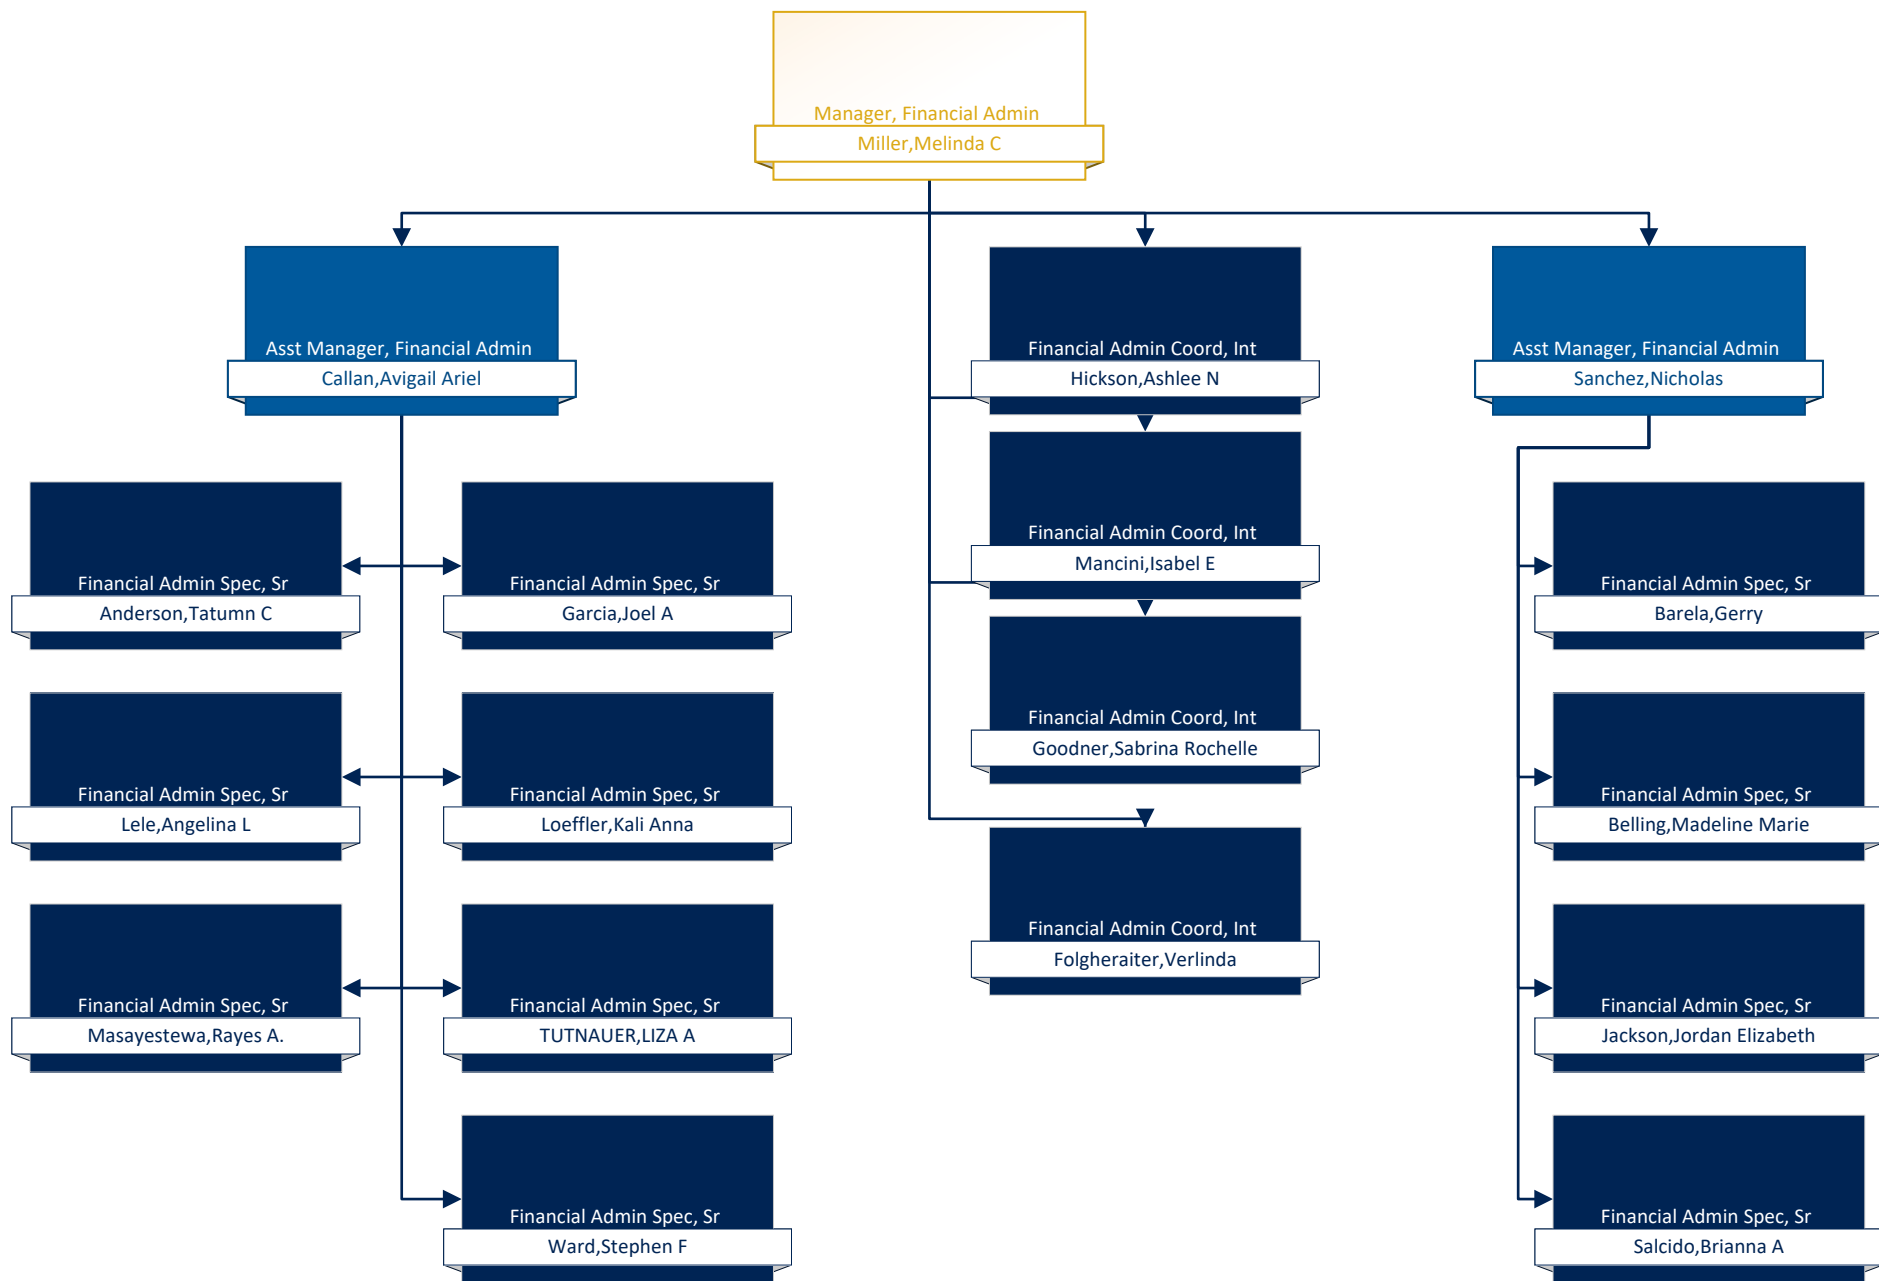 Manager, Financial Admin
Miller,Melinda C
Asst Manager, Financial Admin
Callan,Avigail Ariel
Financial Admin Coord, Int
Hickson,Ashlee N
Asst Manager, Financial Admin
Sanchez,Nicholas
Financial Admin Coord, Int
Mancini,Isabel E
Financial Admin Spec, Sr
Anderson,Tatumn C
Financial Admin Spec, Sr
Garcia,Joel A
Financial Admin Spec, Sr
Barela,Gerry
Financial Admin Coord, Int
Goodner,Sabrina Rochelle
Financial Admin Spec, Sr
Lele,Angelina L
Financial Admin Spec, Sr
Loeffler,Kali Anna
Financial Admin Spec, Sr
Belling,Madeline Marie
Financial Admin Coord, Int
Folgheraiter,Verlinda
Financial Admin Spec, Sr
Masayestewa,Rayes A.
Financial Admin Spec, Sr
TUTNAUER,LIZA A
Financial Admin Spec, Sr
Jackson,Jordan Elizabeth
Financial Admin Spec, Sr
Ward,Stephen F
Financial Admin Spec, Sr
Salcido,Brianna A